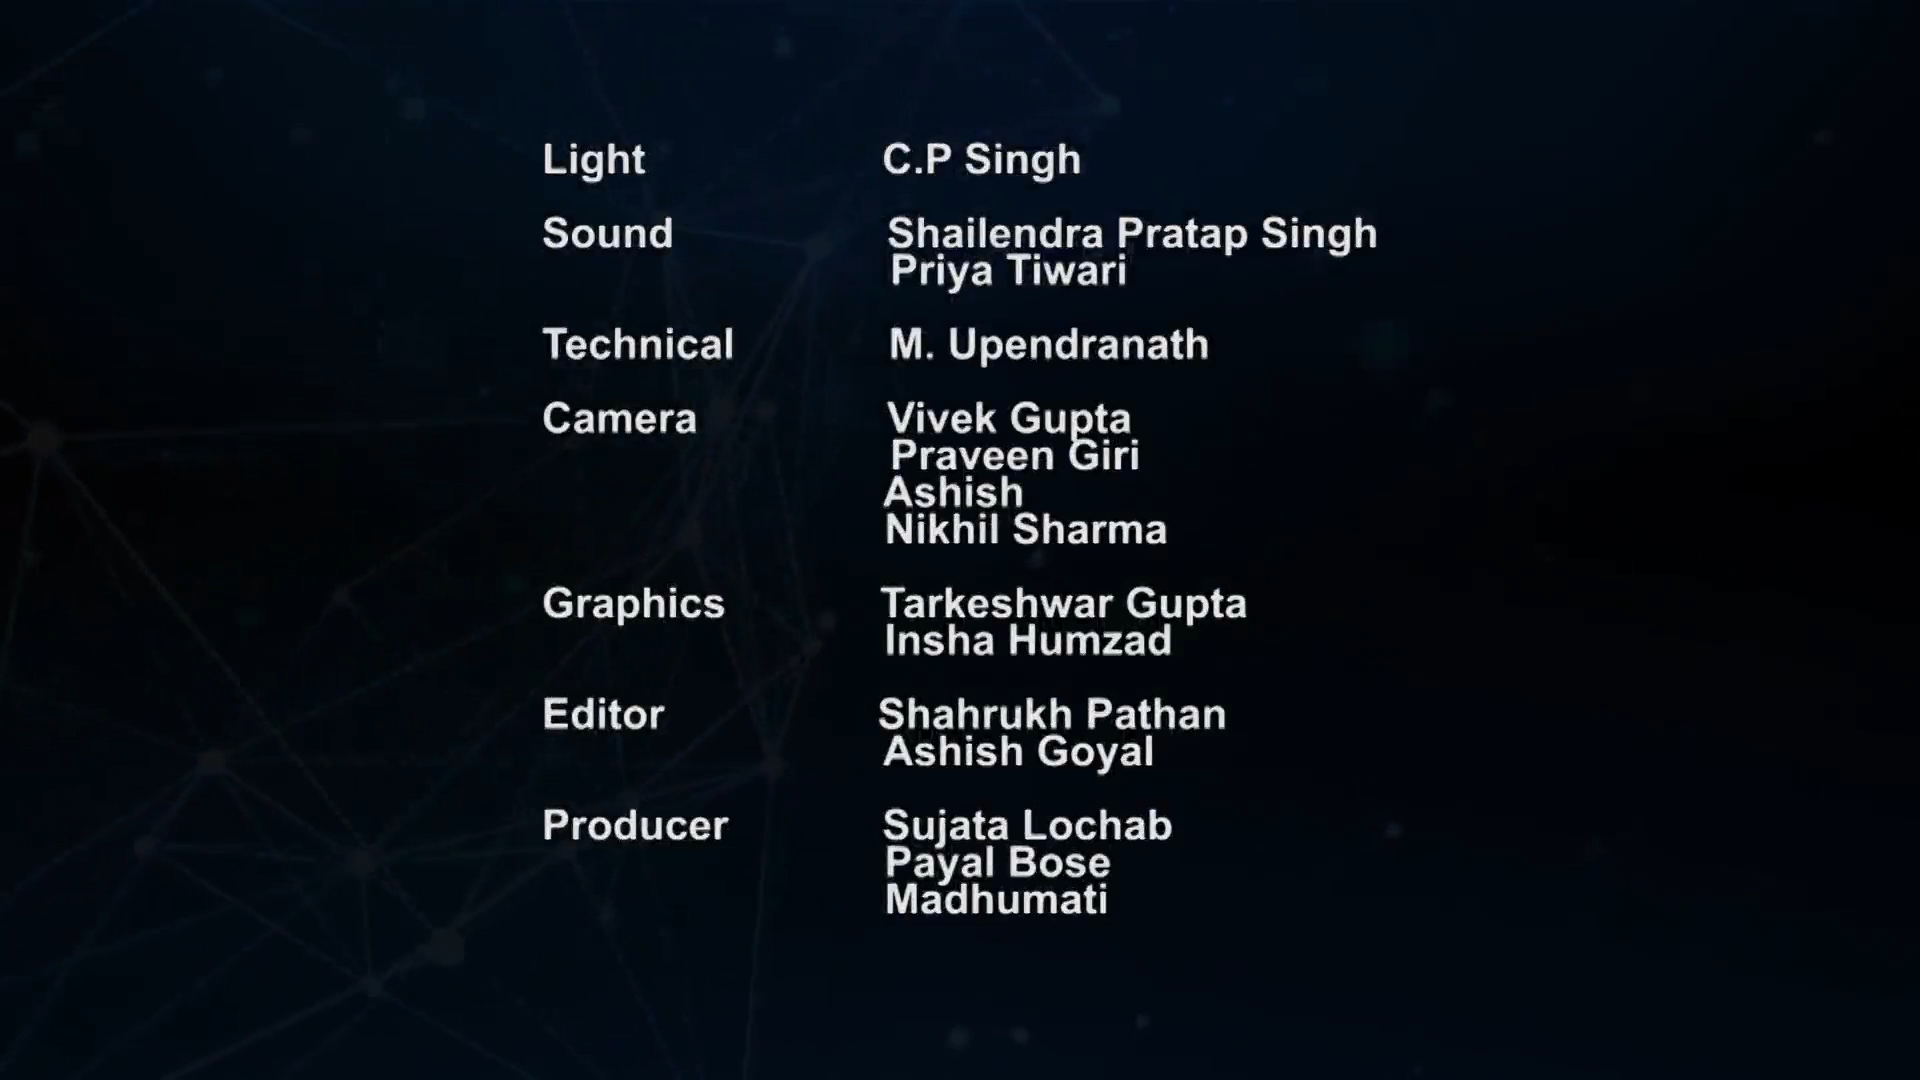 Light C.P Singh
Sound Shailendra Pratap Singh
Priya Tiwari
Technical M. Upendranath
Camera Vivek Gupta
Praveen Giri
Ashish
Nikhil Sharma
Graphics Tarkeshwar Gupta
Insha Humzad
Editor Shahrukh Pathan
Ashish Goyal
Producer Sujata Lochab
Payal Bose
Madhumati